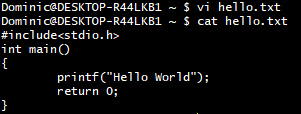 Dominic@DESKTOP-R44LKB1 ~ $ vi hello.txt
Dominic@DESKTOP-R44LKB1 ~ $ cat hello.txt
#include<stdio.h>
int main()
{
        printf("Hello World");
        return 0;
}